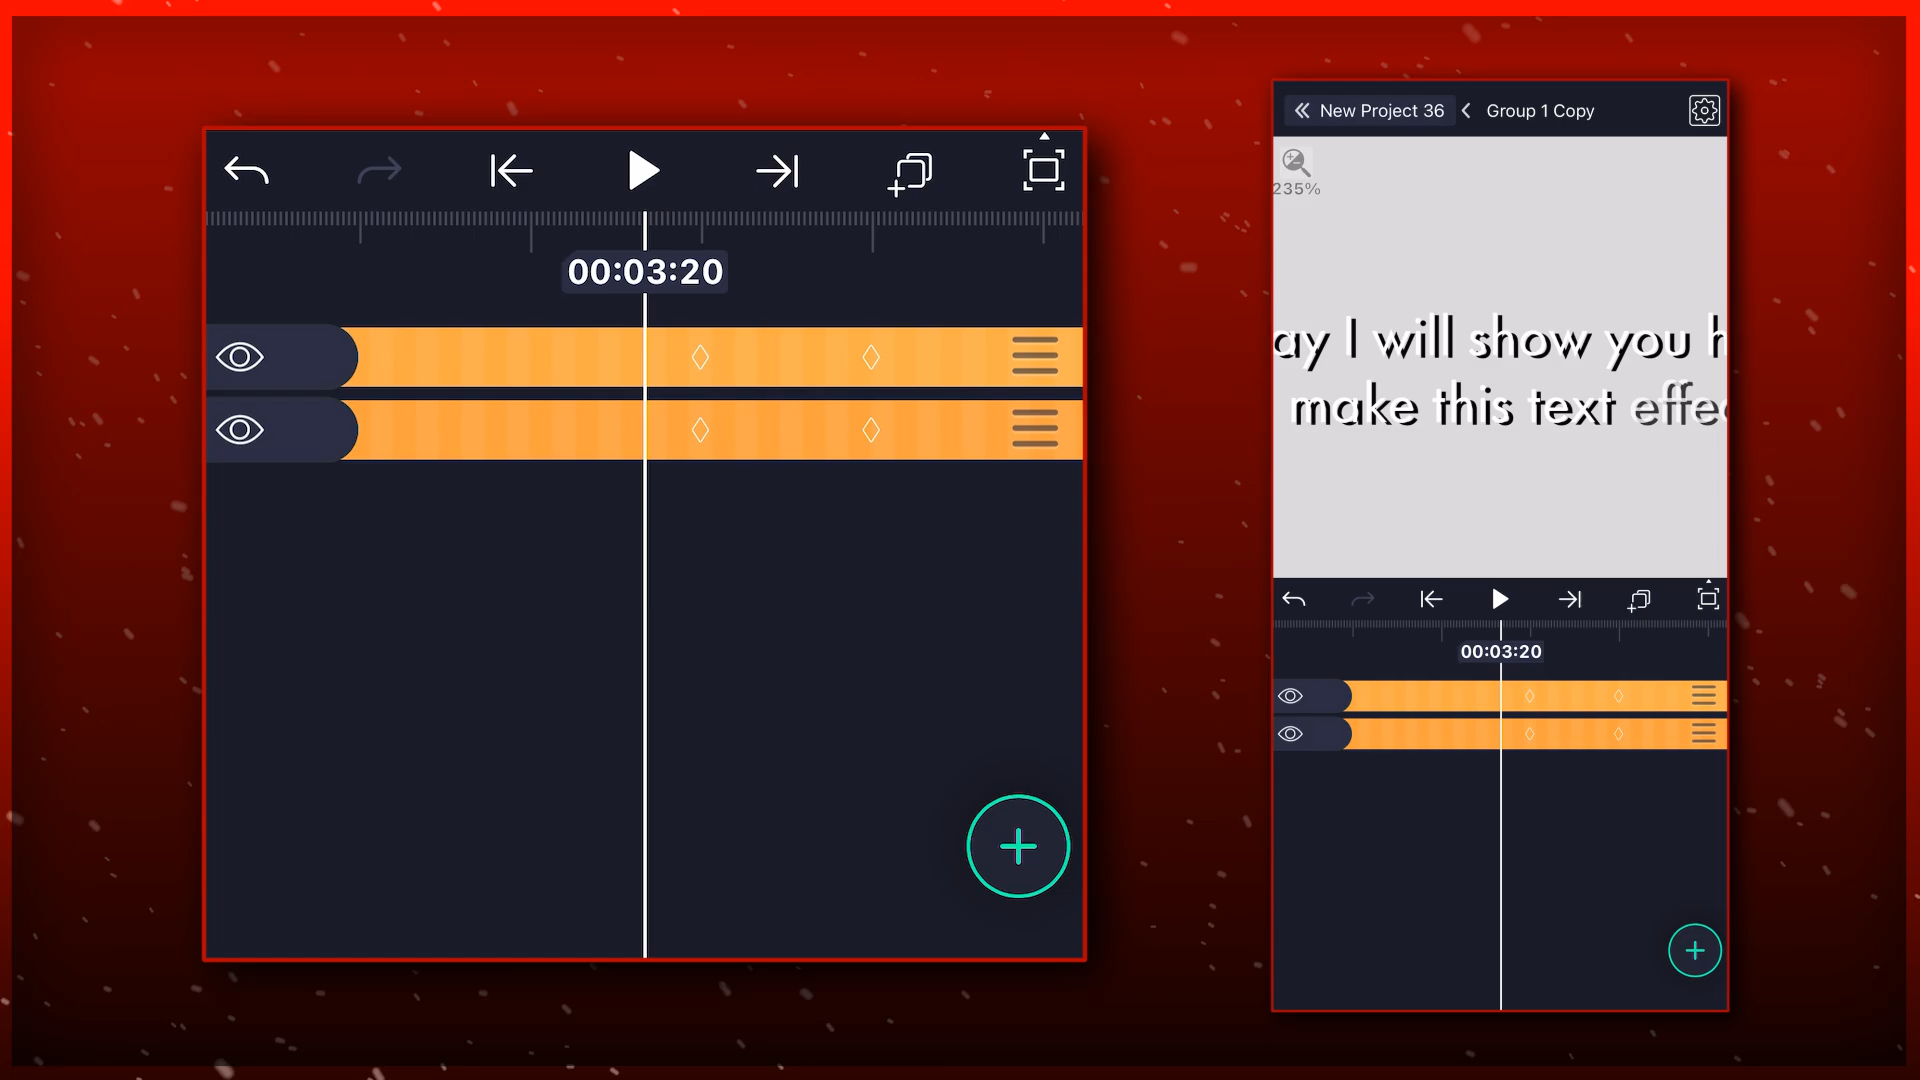 00:03:20
New Project 36
Group 1 Copy
235%
ay I will show you h
make this text effec
00:03:20